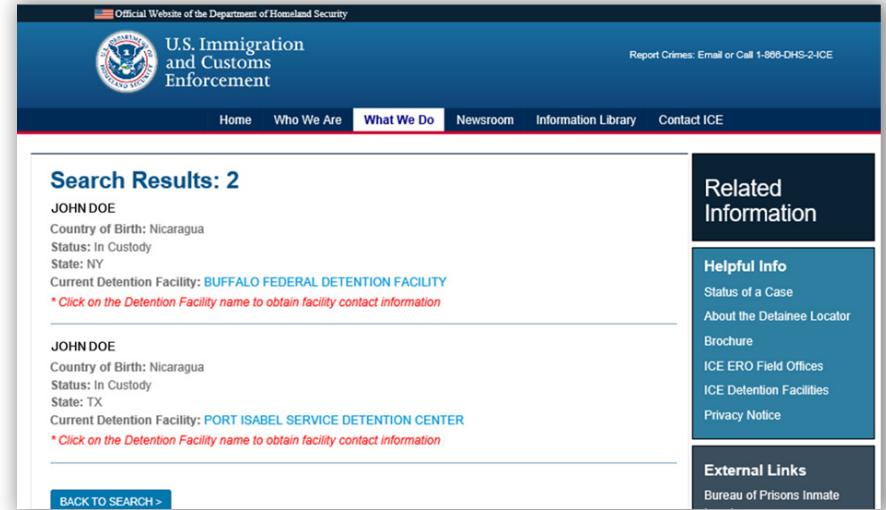 Official Website of the Department of Homeland Security
U.S. Immigration
and Customs
Enforcement
Report Crimes: Email or Call 1-866-DHS-2-ICE
Home Who We Are What We Do Newsroom Information Library Contact ICE
Search Results: 2
JOHN DOE
Country of Birth: Nicaragua
Status: In Custody
State: NY
Current Detention Facility: BUFFALO FEDERAL DETENTION FACILITY
* Click on the Detention Facility name to obtain facility contact information
JOHN DOE
Country of Birth: Nicaragua
Status: In Custody
State: TX
Current Detention Facility: PORT ISABEL SERVICE DETENTION CENTER
* Click on the Detention Facility name to obtain facility contact information
BACK TO SEARCH >
Related
Information
Helpful Info
Status of a Case
About the Detainee Locator
Brochure
ICE ERO Field Offices
ICE Detention Facilities
Privacy Notice
External Links
Bureau of Prisons Inmate